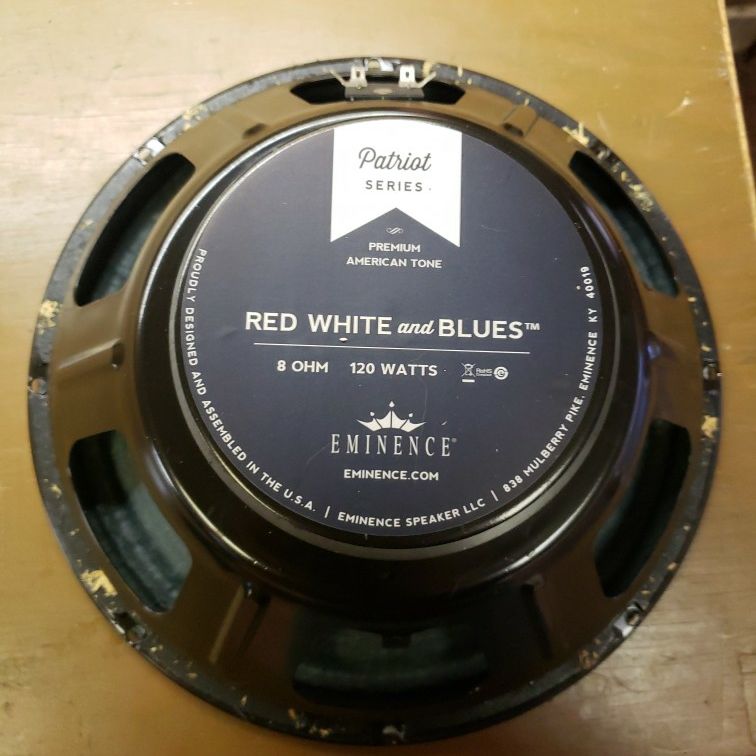 Patriot
SERIES
PREMIUM
AMERICAN TONE
RED WHITE and BLUES™
8 OHM 120 WATTS RoHS
EMINENCE®
EMINENCE.COM
PROUDLY DESIGNED AND ASSEMBLED IN THE U.S.A. | EMINENCE SPEAKER LLC | 838 MULBERRY PIKE, EMINENCE KY 40019